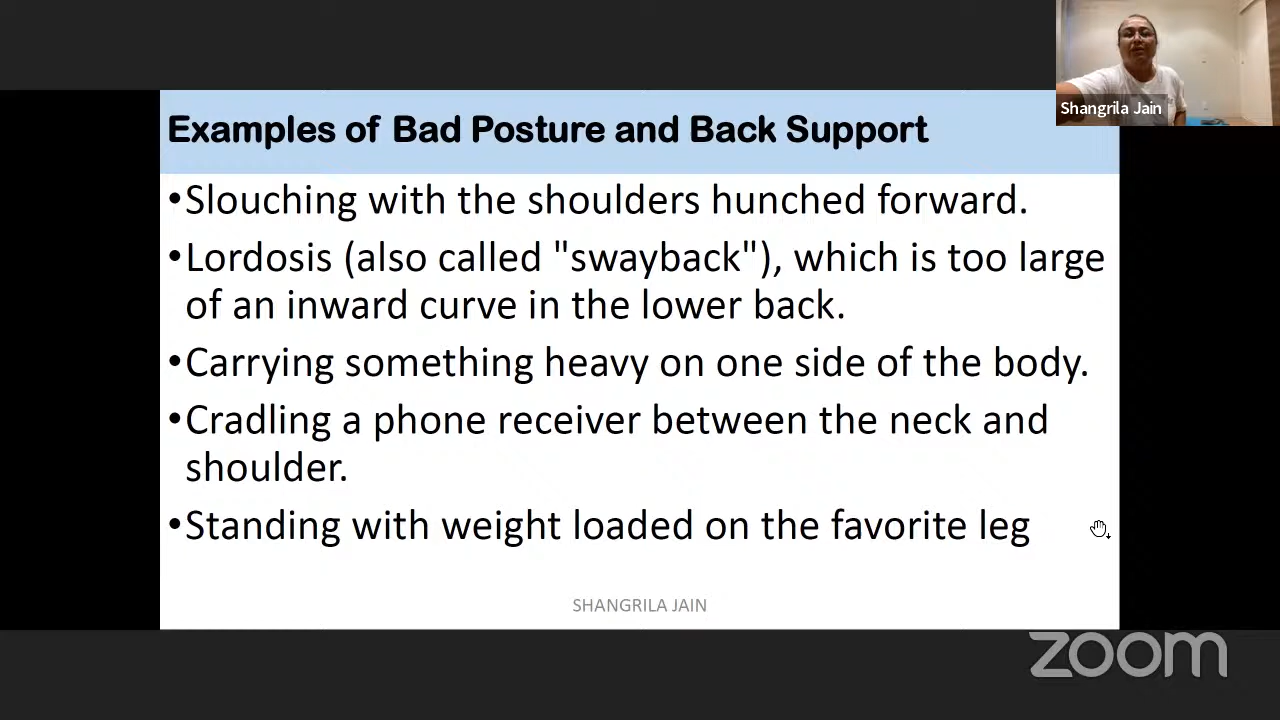 Shangrila Jain
Examples of Bad Posture and Back Support
•Slouching with the shoulders hunched forward.
•Lordosis (also called "swayback"), which is too large
of an inward curve in the lower back.
•Carrying something heavy on one side of the body.
•Cradling a phone receiver between the neck and
shoulder.
•Standing with weight loaded on the favorite leg
SHANGRILA JAIN
zoom